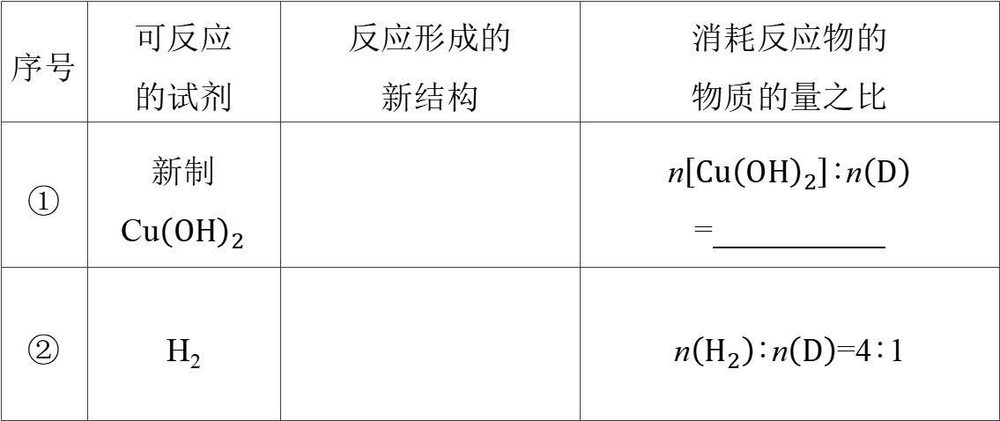 序号
可反应
的试剂
反应形成的
新结构
消耗反应物的
物质的量之比
①
新制
Cu(OH)₂
n[Cu(OH)₂]∶n(D)
=
②
H₂
n(H₂)∶n(D)=4∶1